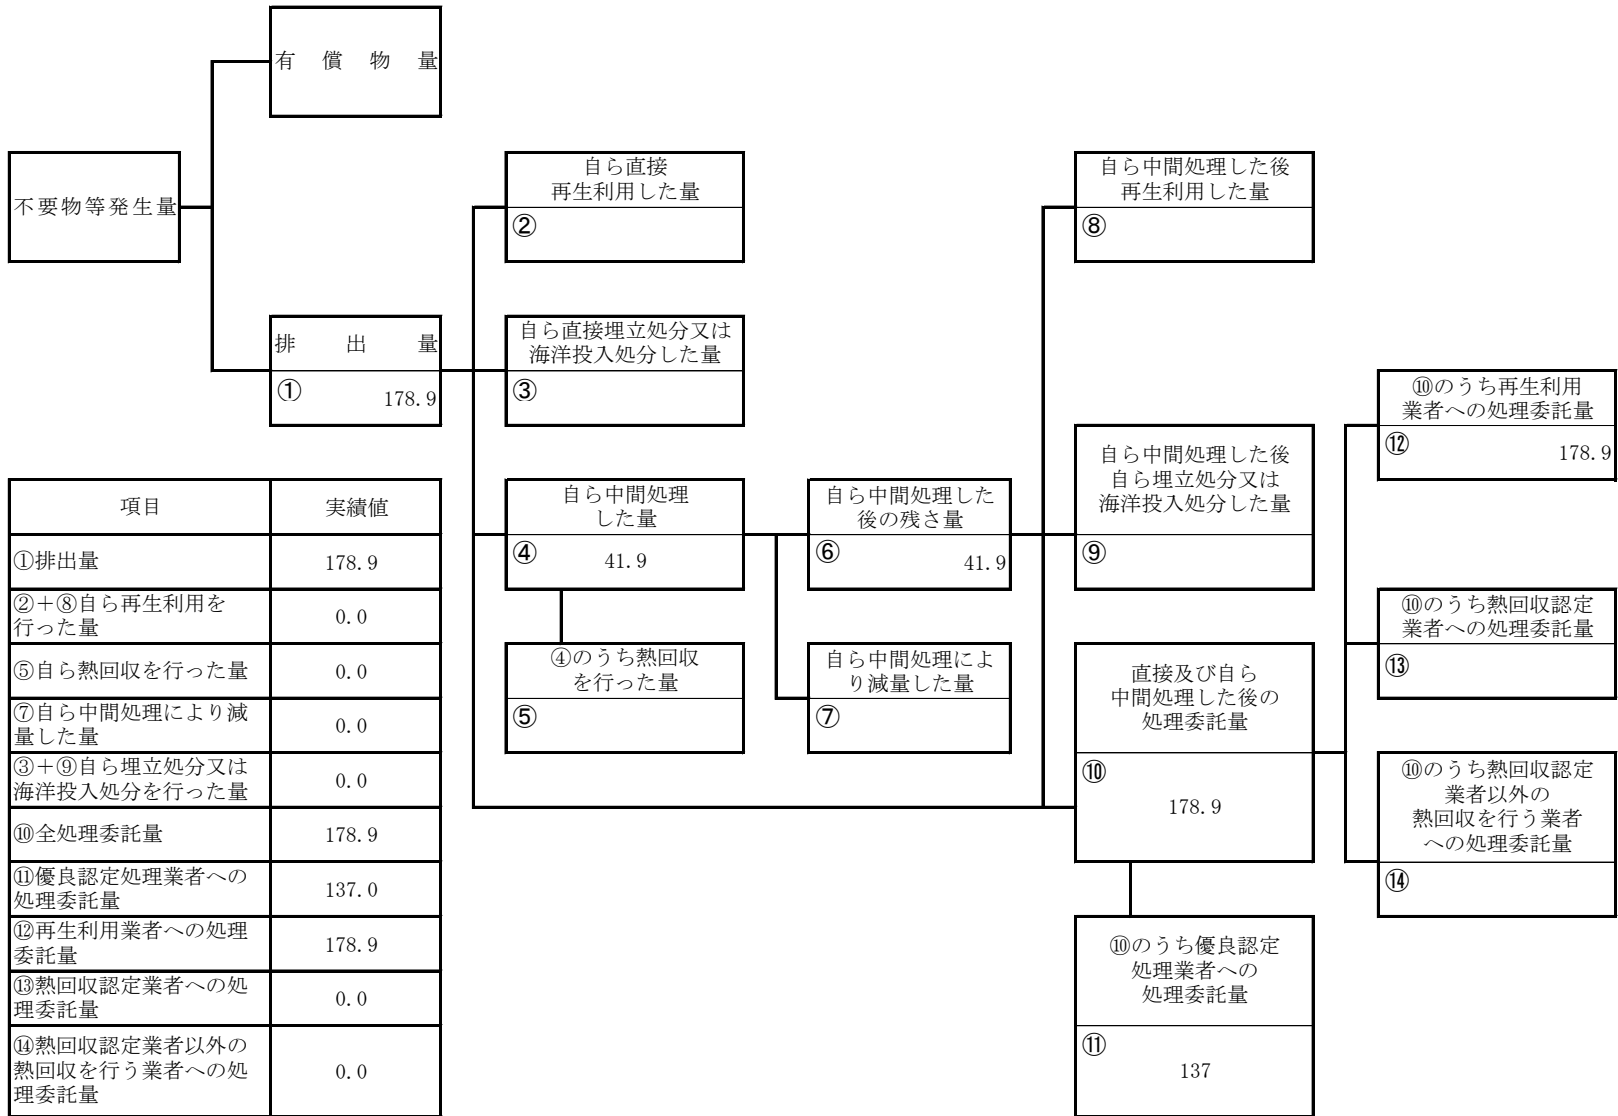 有償物量
不要物等発生量
排出量
① 178.9
自ら直接
再生利用した量
②
自ら直接埋立処分又は
海洋投入処分した量
③
自ら中間処理
した量
④ 41.9
④のうち熱回収
を行った量
⑤
自ら中間処理した
後の残さ量
⑥ 41.9
自ら中間処理によ
り減量した量
⑦
自ら中間処理した後
再生利用した量
⑧
自ら中間処理した後
自ら埋立処分又は
海洋投入処分した量
⑨
直接及び自ら
中間処理した後の
処理委託量
⑩
178.9
⑩のうち優良認定
処理業者への
処理委託量
⑪
137
⑩のうち再生利用
業者への処理委託量
⑫ 178.9
⑩のうち熱回収認定
業者への処理委託量
⑬
⑩のうち熱回収認定
業者以外の
熱回収を行う業者
への処理委託量
⑭
項目 実績値
①排出量 178.9
②+⑧自ら再生利用を
行った量 0.0
⑤自ら熱回収を行った量 0.0
⑦自ら中間処理により減
量した量 0.0
③+⑨自ら埋立処分又は
海洋投入処分を行った量 0.0
⑩全処理委託量 178.9
⑪優良認定処理業者への
処理委託量 137.0
⑫再生利用業者への処理
委託量 178.9
⑬熱回収認定業者への処
理委託量 0.0
⑭熱回収認定業者以外の
熱回収を行う業者への処
理委託量 0.0